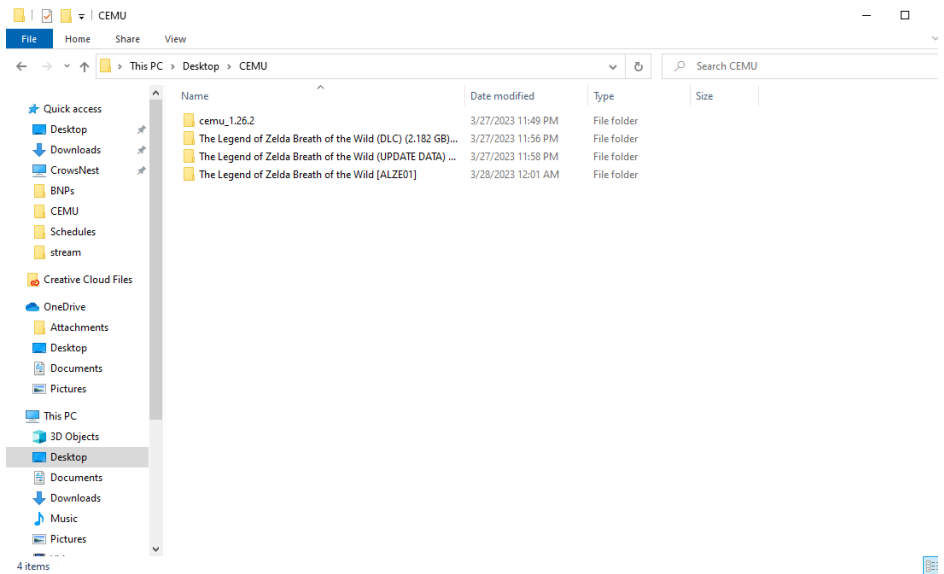 CEMU
File Home Share View
This PC Desktop CEMU Search CEMU
Name Date modified Type Size
cemu_1.26.2 3/27/2023 11:49 PM File folder
The Legend of Zelda Breath of the Wild (DLC) (2.182 GB)... 3/27/2023 11:56 PM File folder
The Legend of Zelda Breath of the Wild (UPDATE DATA) ... 3/27/2023 11:58 PM File folder
The Legend of Zelda Breath of the Wild [ALZE01] 3/28/2023 12:01 AM File folder
Quick access
Desktop
Downloads
CrowsNest
BNPs
CEMU
Schedules
stream
Creative Cloud Files
OneDrive
Attachments
Desktop
Documents
Pictures
This PC
3D Objects
Desktop
Documents
Downloads
Music
Pictures
4 items